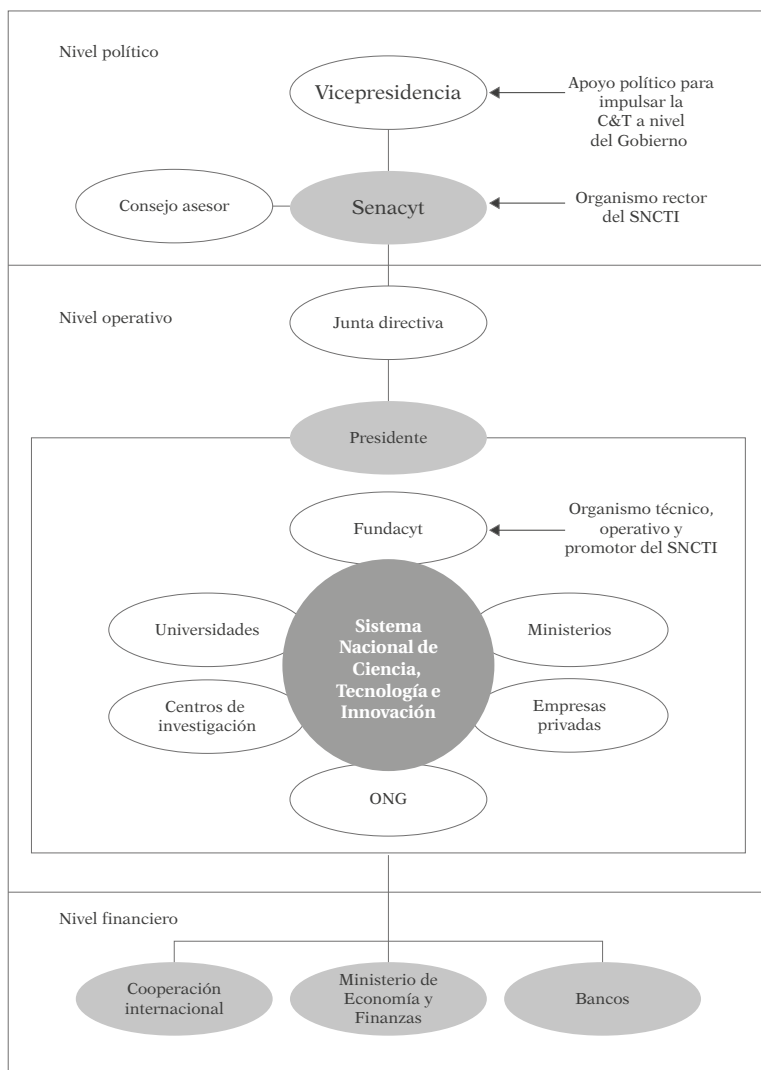 Nivel político
Vicepresidencia
Apoyo político para
impulsar la
C&T a nivel
del Gobierno
Consejo asesor
Senacyt
Organismo rector
del SNCTI
Nivel operativo
Junta directiva
Presidente
Fundacyt
Organismo técnico,
operativo y
promotor del SNCTI
Universidades
Sistema
Nacional de
Ciencia,
Tecnología e
Innovación
Ministerios
Centros de
investigación
Empresas
privadas
ONG
Nivel financiero
Cooperación
internacional
Ministerio de
Economía y
Finanzas
Bancos